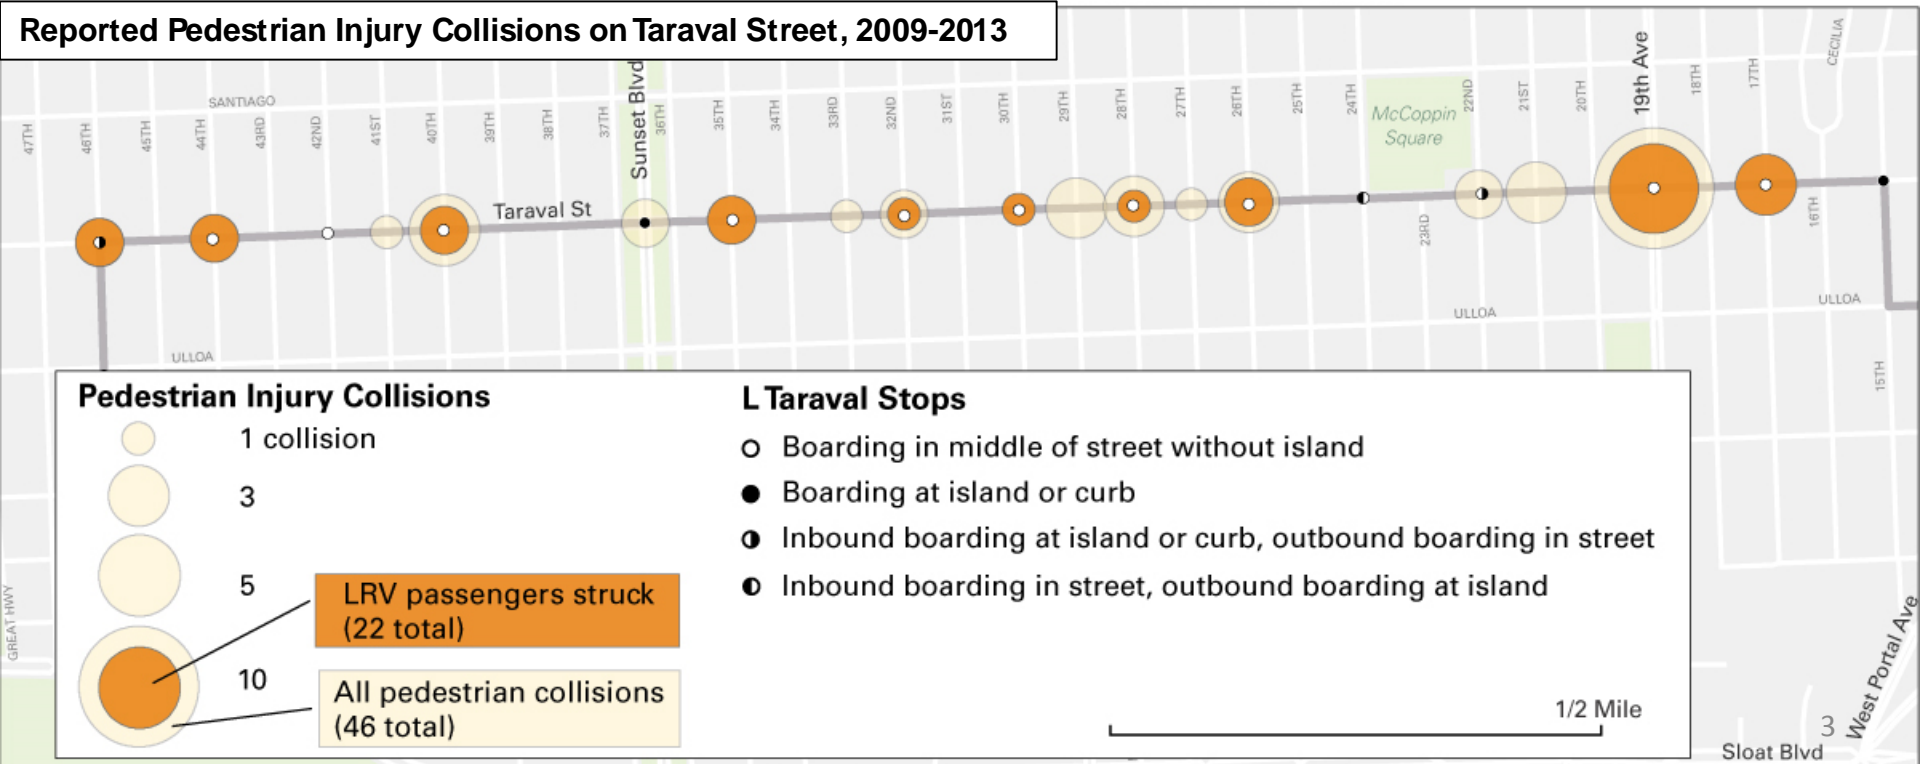 Reported Pedestrian Injury Collisions on Taraval Street, 2009-2013
CECILIA
SANTIAGO
47TH
46TH
45TH
44TH
43RD
42ND
41ST
40TH
39TH
38TH
37TH
Sunset Blvd
36TH
35TH
34TH
33RD
32ND
31ST
30TH
29TH
28TH
27TH
26TH
25TH
24TH
McCoppin
Square
23RD
22ND
21ST
20TH
19th Ave
18TH
17TH
16TH
15TH
Taraval St
ULLOA
ULLOA
ULLOA
GREAT HWY
Pedestrian Injury Collisions
1 collision
3
5
10
LRV passengers struck
(22 total)
All pedestrian collisions
(46 total)
L Taraval Stops
Boarding in middle of street without island
Boarding at island or curb
Inbound boarding at island or curb, outbound boarding in street
Inbound boarding in street, outbound boarding at island
1/2 Mile
West Portal Ave
3
Sloat Blvd